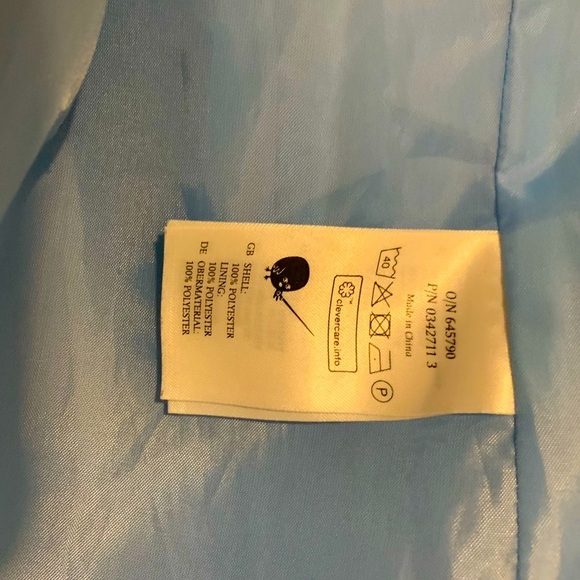 O/N 645790
P/N 0342711 3
Made in China
40
P
clevercare.info
GB SHELL:
100% POLYESTER
LINING:
100% POLYESTER
DE OBERMATERIAL:
100% POLYESTER